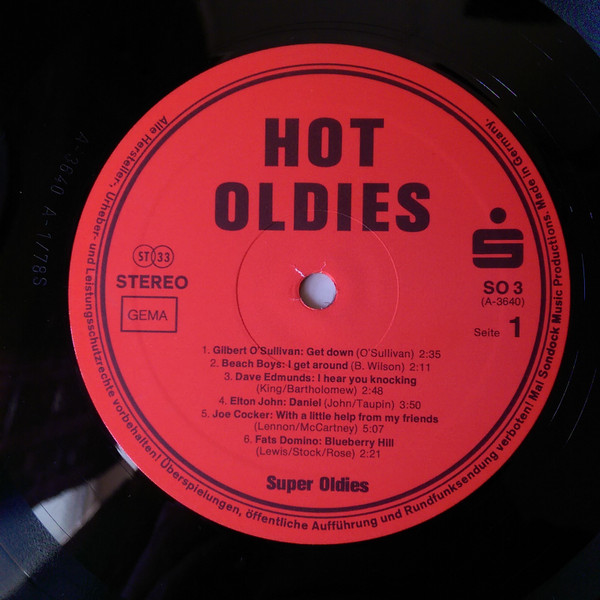 HOT
OLDIES
ST 33
STEREO
GEMA
SO 3
(A-3640)
Seite 1
1. Gilbert O'Sullivan: Get down (O'Sullivan) 2:35
2. Beach Boys: I get around (B. Wilson) 2:11
3. Dave Edmunds: I hear you knocking
(King/Bartholomew) 2:48
4. Elton John: Daniel (John/Taupin) 3:50
5. Joe Cocker: With a little help from my friends
(Lennon/McCartney) 5:07
6. Fats Domino: Blueberry Hill
(Lewis/Stock/Rose) 2:21
Super Oldies
Alle Hersteller-, Urheber- und Leistungsschutzrechte vorbehalten! Überspielungen, öffentliche Aufführung und Rundfunksendung verboten! Mal Sondock Music Productions. Made in Germany.
A-3640 A-1/78S